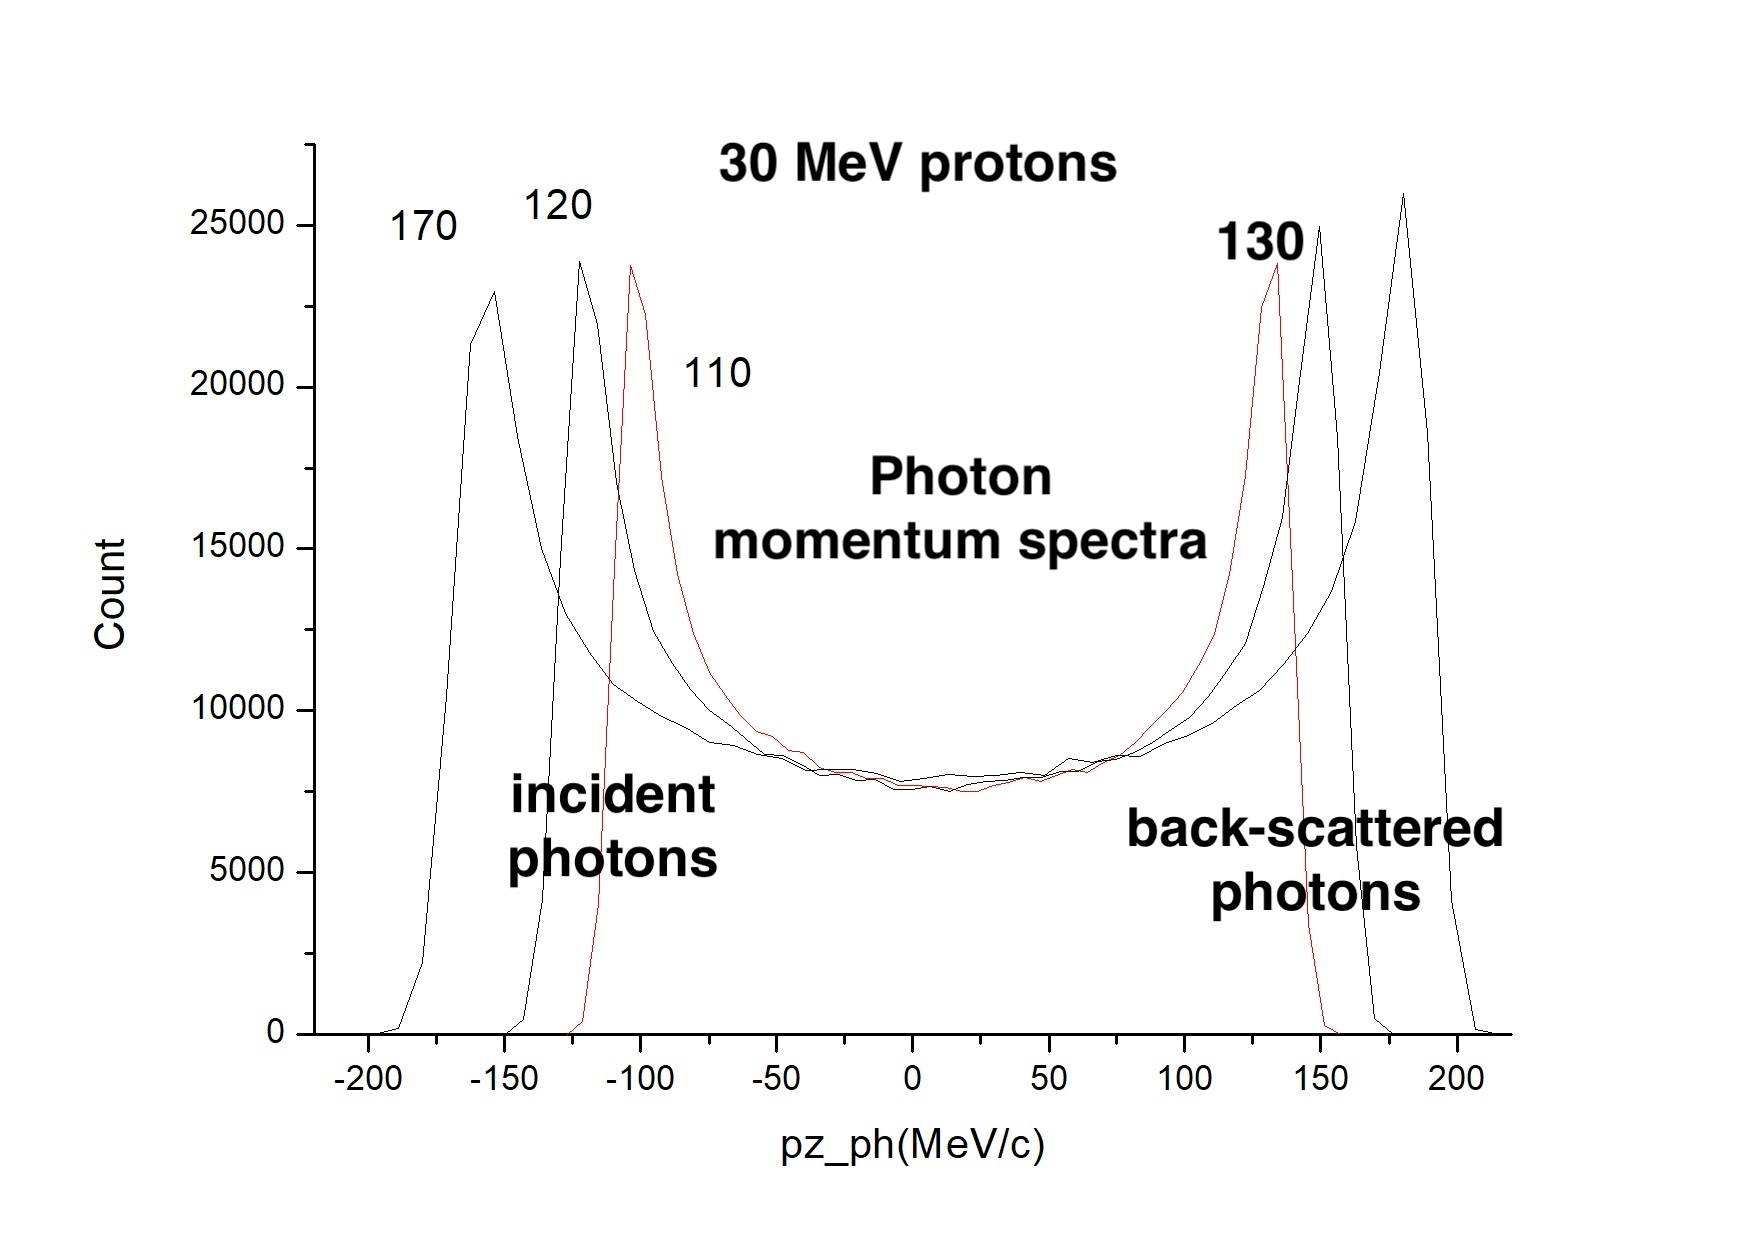 30 MeV protons
170
120
130
110
Photon
momentum spectra
incident
photons
back-scattered
photons
Count
25000
20000
15000
10000
5000
0
-200 -150 -100 -50 0 50 100 150 200
pz_ph(MeV/c)